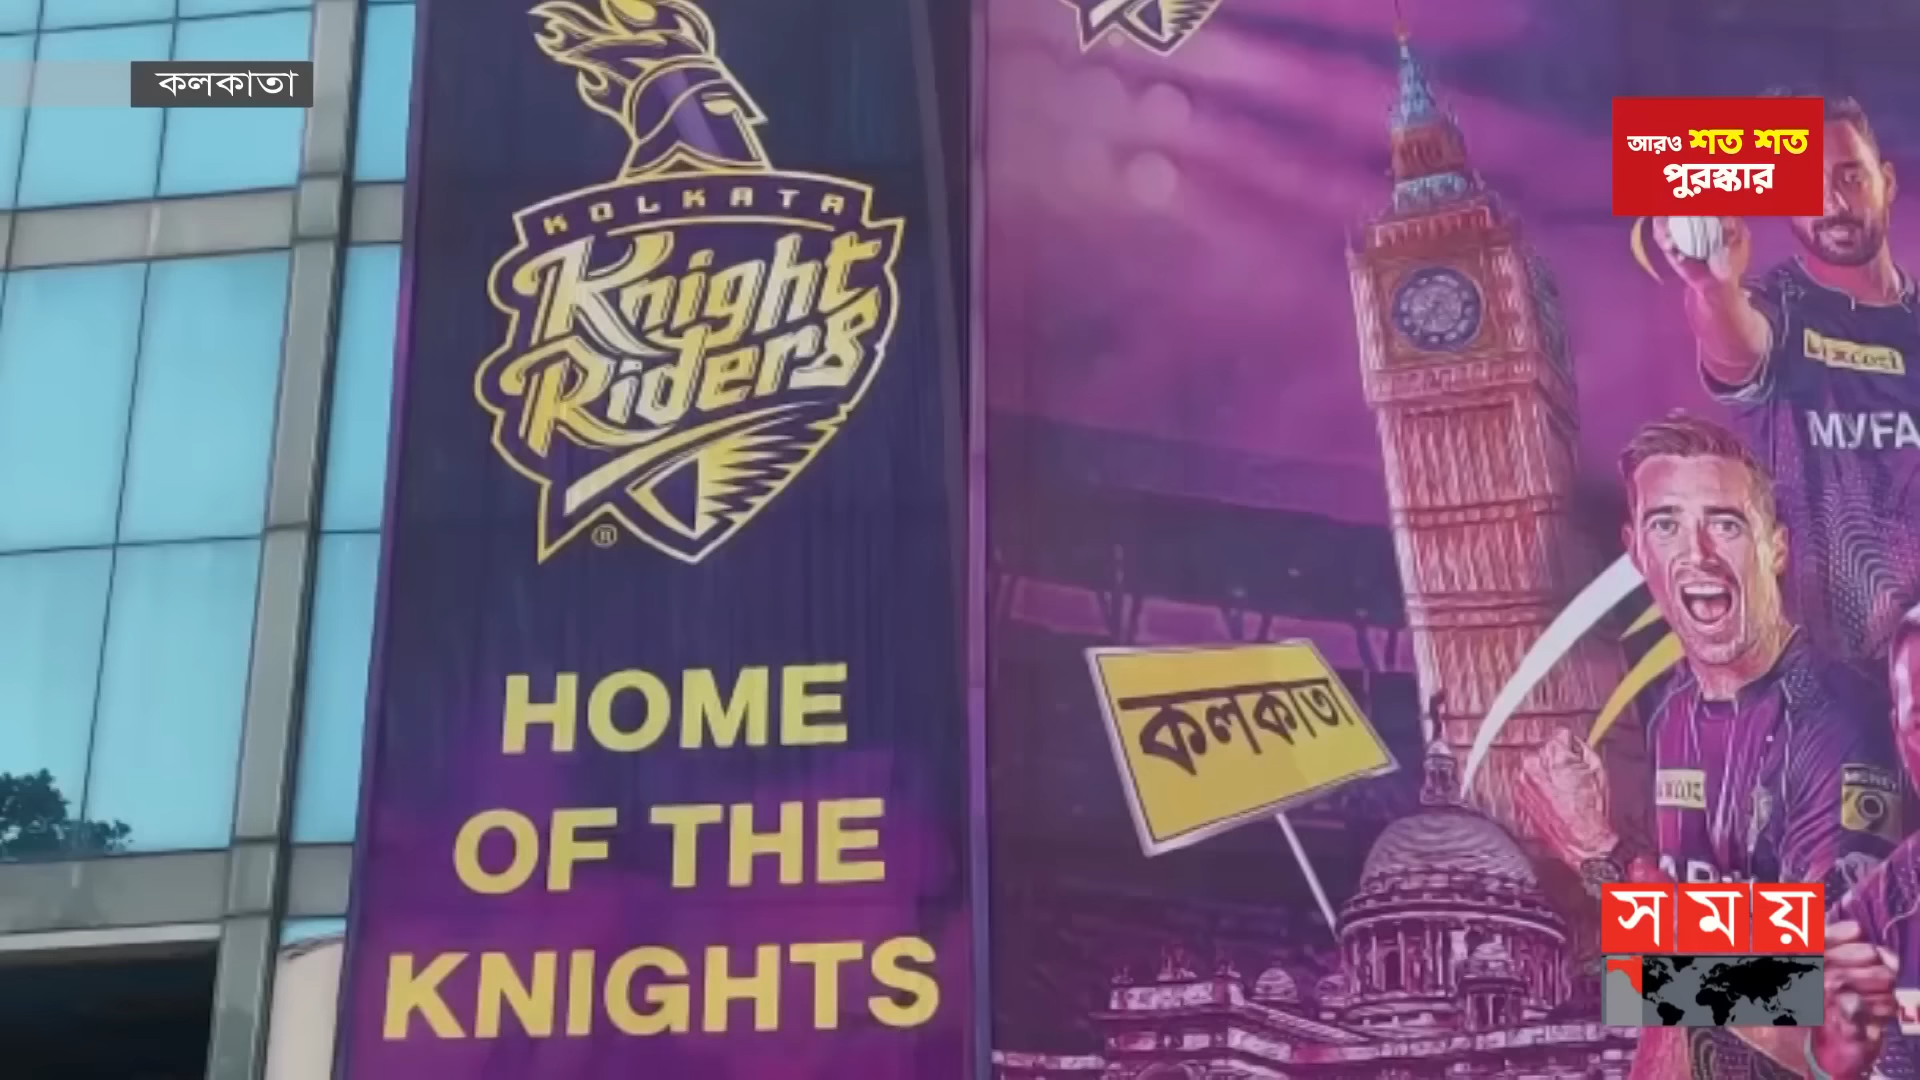 কলকাতা
KOLKATA
Knight
Riders
®
HOME
OF THE
KNIGHTS
কলকাতা
আরও শত শত
পুরস্কার
MYFA
সময়